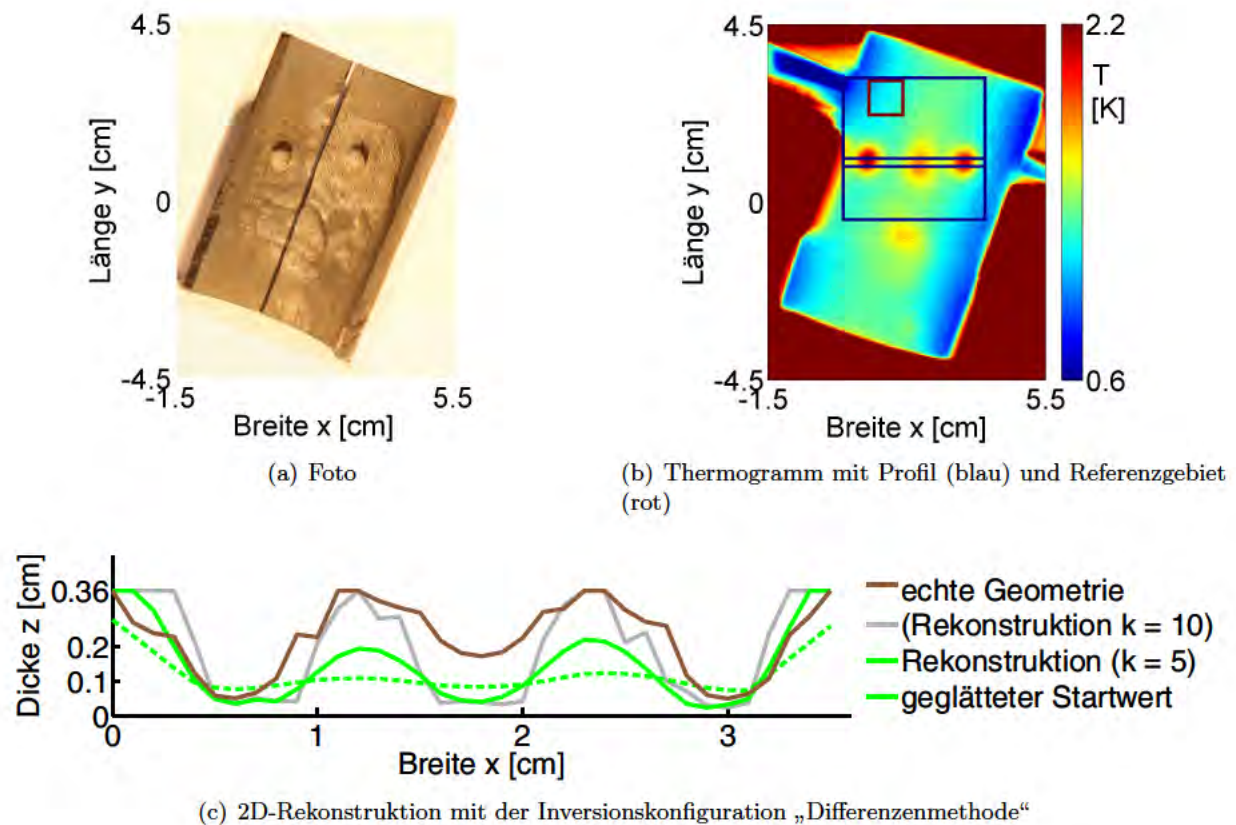 4.5
Länge y [cm]
0
-4.5
-1.5
5.5
Breite x [cm]
(a) Foto
4.5
Länge y [cm]
0
-4.5
-1.5
5.5
Breite x [cm]
2.2
T
[K]
0.6
(b) Thermogramm mit Profil (blau) und Referenzgebiet
(rot)
Dicke z [cm]
0.36
0.2
0.1
0
0
1
2
3
Breite x [cm]
echte Geometrie
(Rekonstruktion k = 10)
Rekonstruktion (k = 5)
geglätteter Startwert
(c) 2D-Rekonstruktion mit der Inversionskonfiguration „Differenzenmethode“